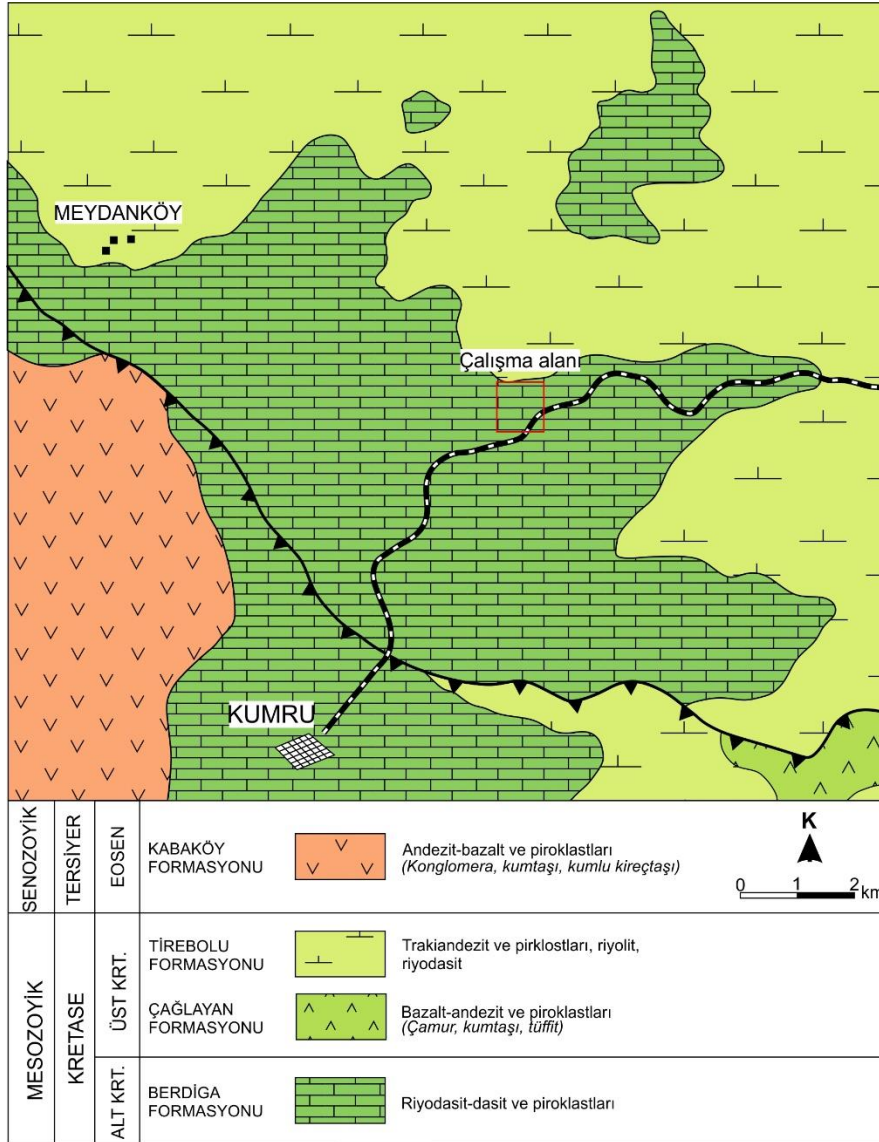 MEYDANKÖY
Çalışma alanı
KUMRU
SENOZOYİK
TERSİYER
EOSEN
KABAKÖY
FORMASYONU
Andezit-bazalt ve piroklastları
(Konglomera, kumtaşı, kumlu kireçtaşı)
K
0 1 2
km
MESOZOYİK
KRETASE
ÜST KRT.
TİREBOLU
FORMASYONU
Trakiandezit ve pirklostları, riyolit,
riyodasit
ÇAĞLAYAN
FORMASYONU
Bazalt-andezit ve piroklastları
(Çamur, kumtaşı, tüffit)
ALT KRT.
BERDİGA
FORMASYONU
Riyodasit-dasit ve piroklastları